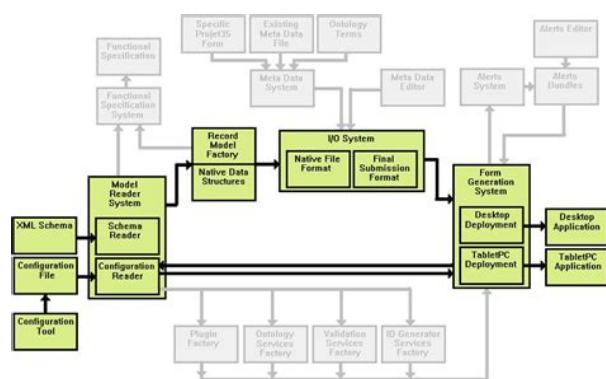 Specific
Projet35
Form
Existing
Meta Data
File
Ontology
Terms
Alerts Editor
Functional
Specification
Meta Data
System
Meta Data
Editor
Alerts
System
Alerts
Bundles
Functional
Specification
System
Record
Model
Factory
Native Data
Structures
I/O System
Native File
Format
Final
Submission
Format
Form
Generation
System
Model
Reader
System
XML Schema
Schema
Reader
Desktop
Deployment
Desktop
Application
Configuration
File
Configuration
Reader
TabletPC
Deployment
TabletPC
Application
Configuration
Tool
Plugin
Factory
Ontology
Services
Factory
Validation
Services
Factory
ID Generator
Services
Factory